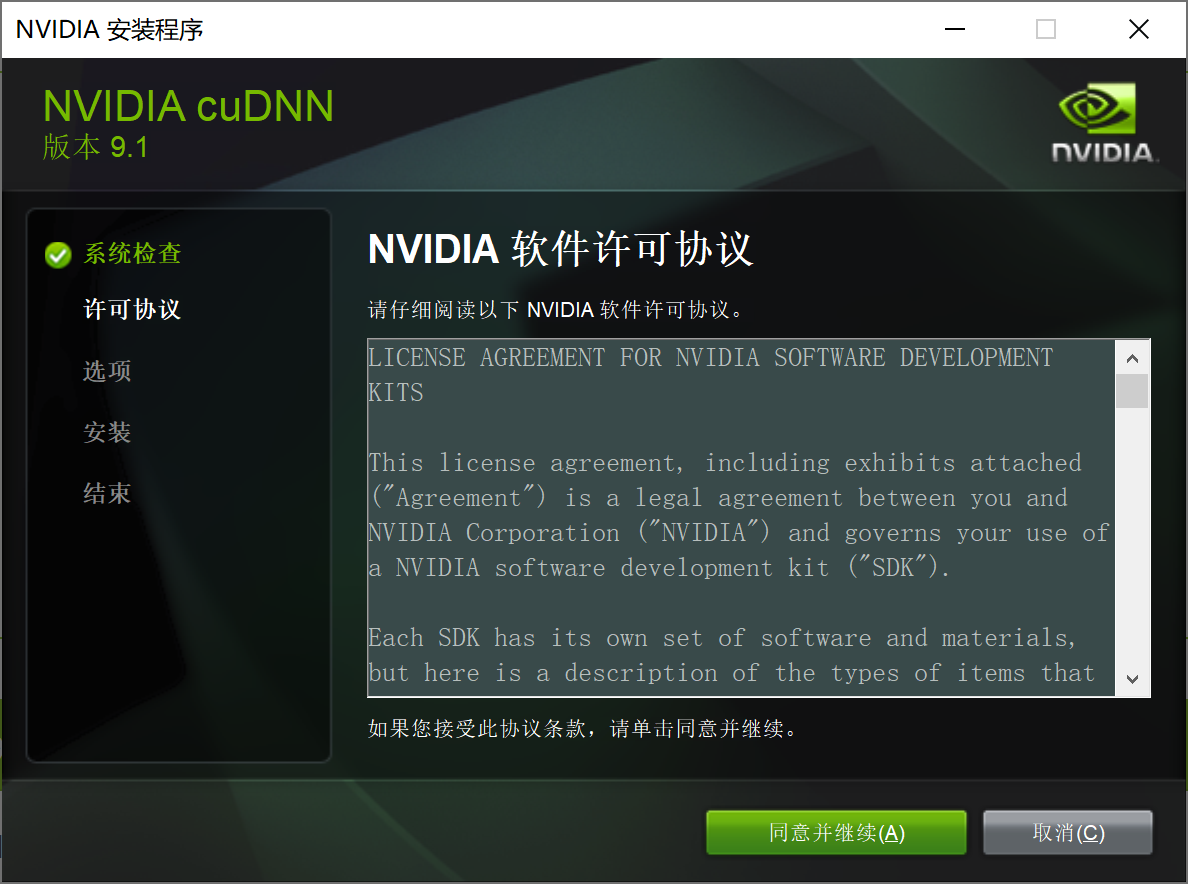 NVIDIA 安装程序
NVIDIA cuDNN
版本 9.1
NVIDIA.
系统检查
许可协议
选项
安装
结束
NVIDIA 软件许可协议
请仔细阅读以下 NVIDIA 软件许可协议。
LICENSE AGREEMENT FOR NVIDIA SOFTWARE DEVELOPMENT
KITS
This license agreement, including exhibits attached
("Agreement") is a legal agreement between you and
NVIDIA Corporation ("NVIDIA") and governs your use of
a NVIDIA software development kit ("SDK").
Each SDK has its own set of software and materials,
but here is a description of the types of items that
如果您接受此协议条款，请单击同意并继续。
同意并继续(A)
取消(C)